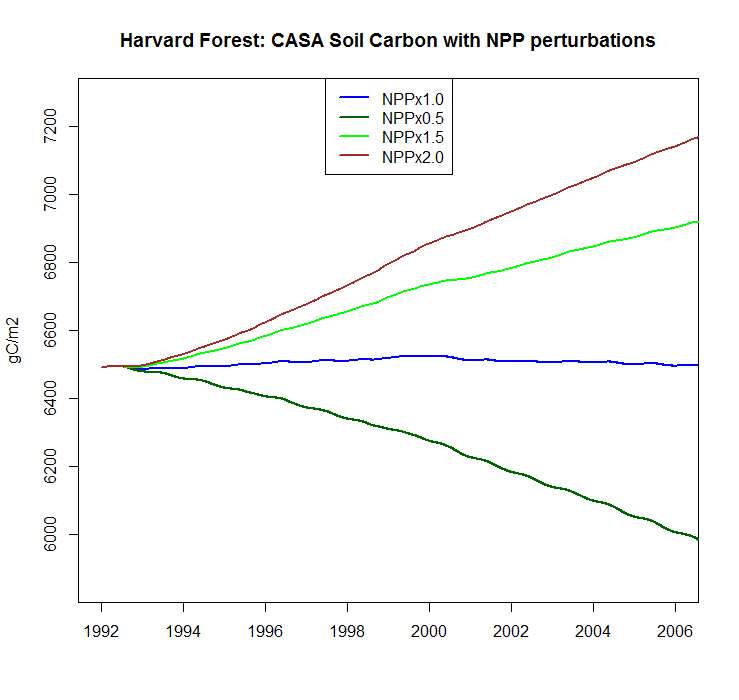 Harvard Forest: CASA Soil Carbon with NPP perturbations
NPPx1.0
NPPx0.5
NPPx1.5
NPPx2.0
gC/m2
7200
7000
6800
6600
6400
6200
6000
1992 1994 1996 1998 2000 2002 2004 2006